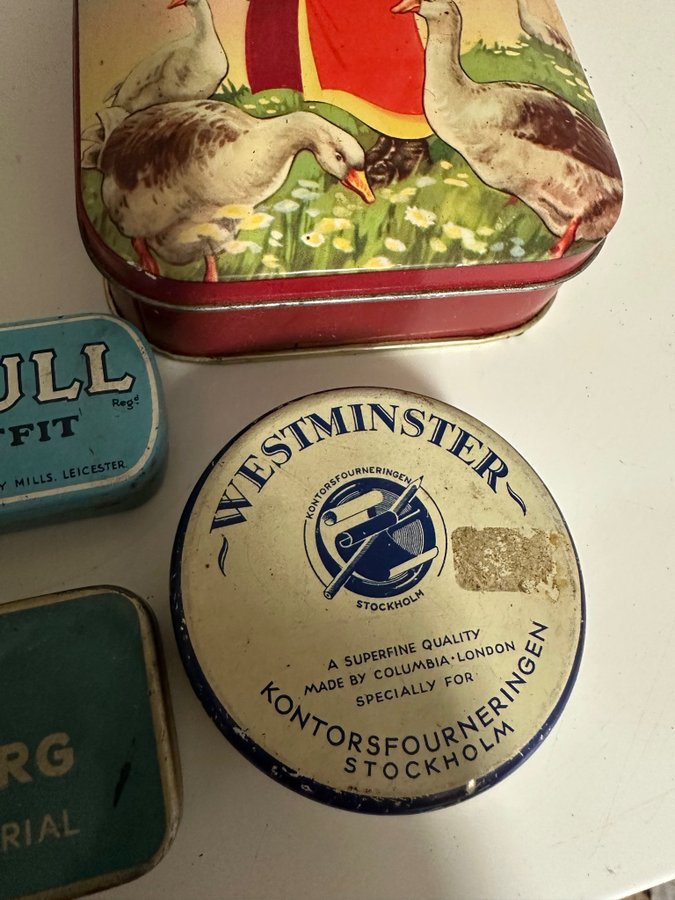 ULL
Regd
TFIT
Y MILLS. LEICESTER.
~WESTMINSTER~
KONTORSFOURNERINGEN
STOCKHOLM
A SUPERFINE QUALITY
MADE BY COLUMBIA·LONDON
SPECIALLY FOR
KONTORSFOURNERINGEN
STOCKHOLM
RG
RIAL